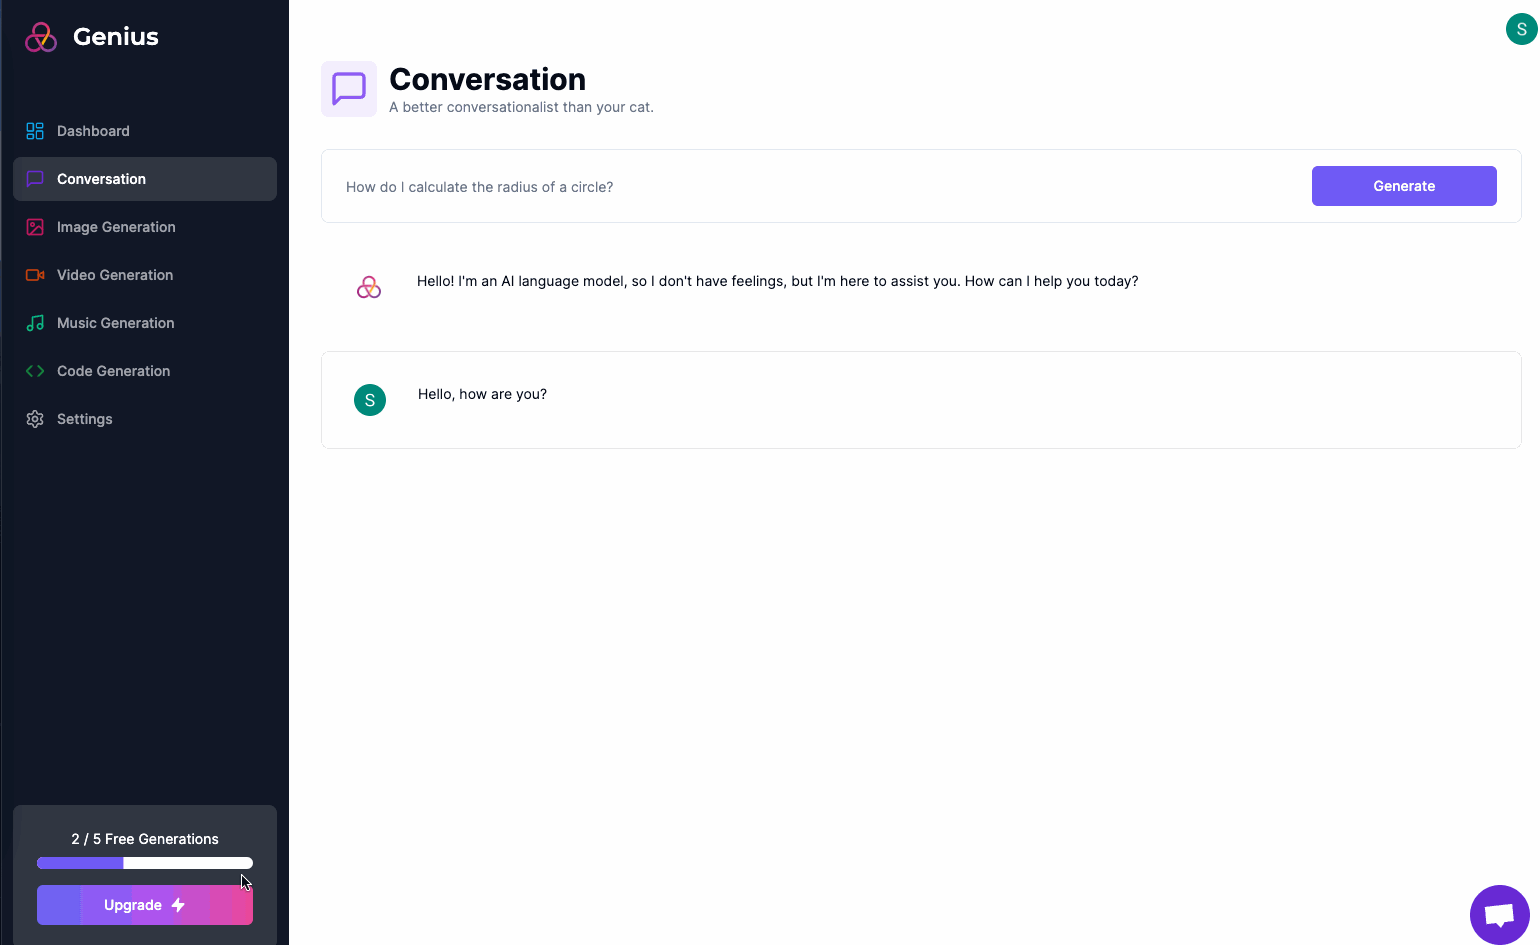 Genius
Dashboard
Conversation
Image Generation
Video Generation
Music Generation
Code Generation
Settings
2 / 5 Free Generations
Upgrade
S
Conversation
A better conversationalist than your cat.
How do I calculate the radius of a circle?
Generate
Hello! I'm an AI language model, so I don't have feelings, but I'm here to assist you. How can I help you today?
S
Hello, how are you?